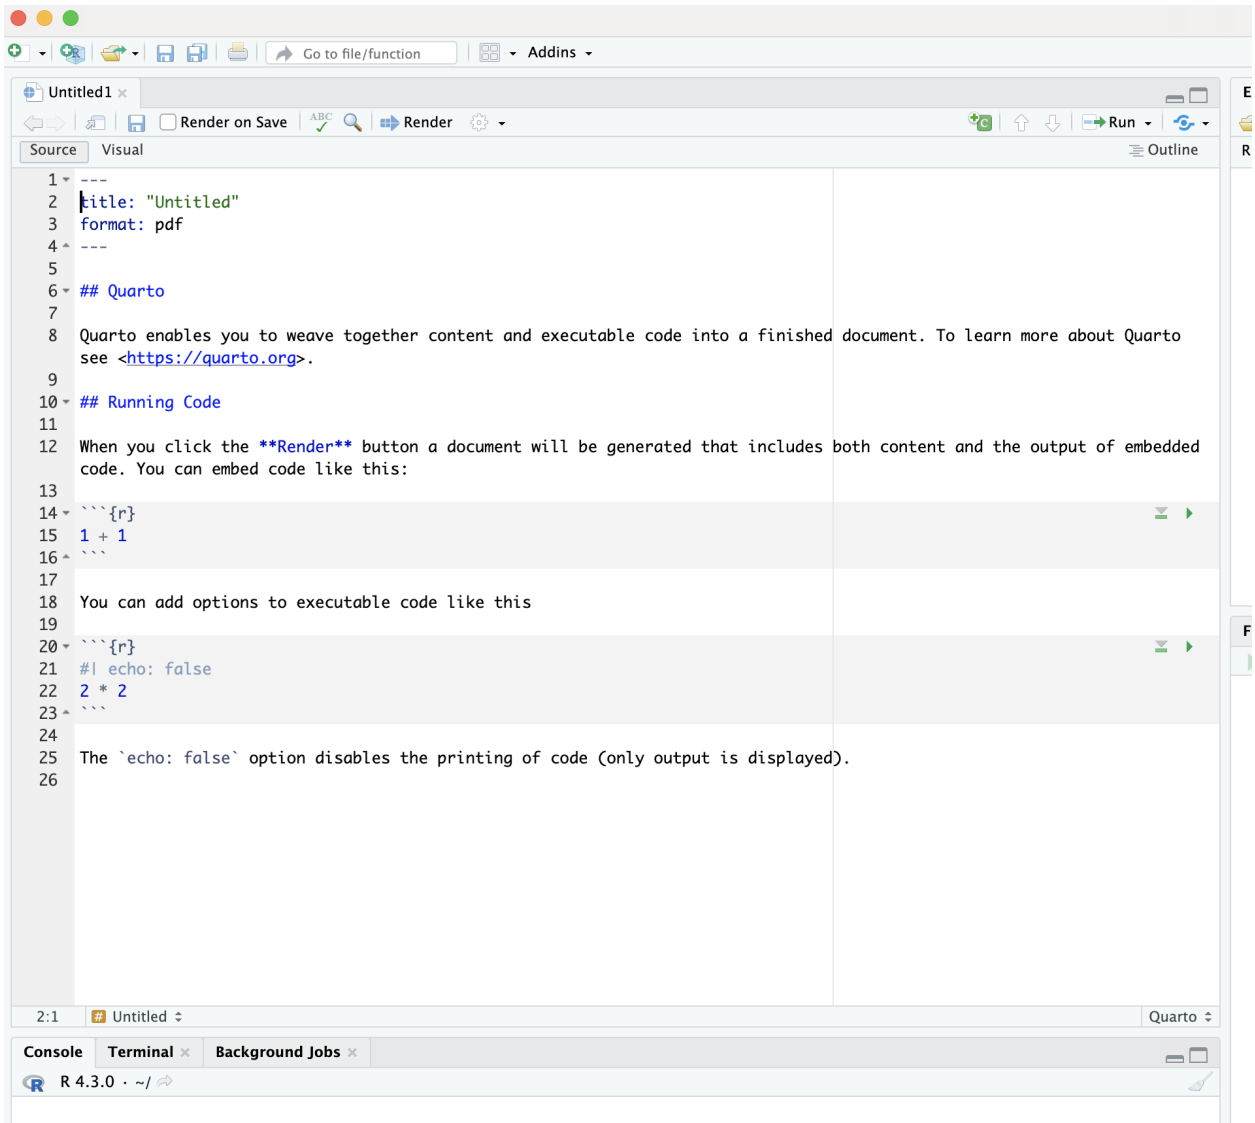 Go to file/function
Addins
Untitled1
E
Render on Save
ABC
Render
C
Run
Source
Visual
Outline
R
1 ---
2 title: "Untitled"
3 format: pdf
4 ---
5
6 ## Quarto
7
8 Quarto enables you to weave together content and executable code into a finished document. To learn more about Quarto
see <https://quarto.org>.
9
10 ## Running Code
11
12 When you click the **Render** button a document will be generated that includes both content and the output of embedded
code. You can embed code like this:
13
14 ```{r}
15 1 + 1
16 ```
17
18 You can add options to executable code like this
19
20 ```{r}
21 #| echo: false
22 2 * 2
23 ```
24
25 The `echo: false` option disables the printing of code (only output is displayed).
26
F
2:1
# Untitled
Quarto
Console
Terminal
Background Jobs
R R 4.3.0 · ~/